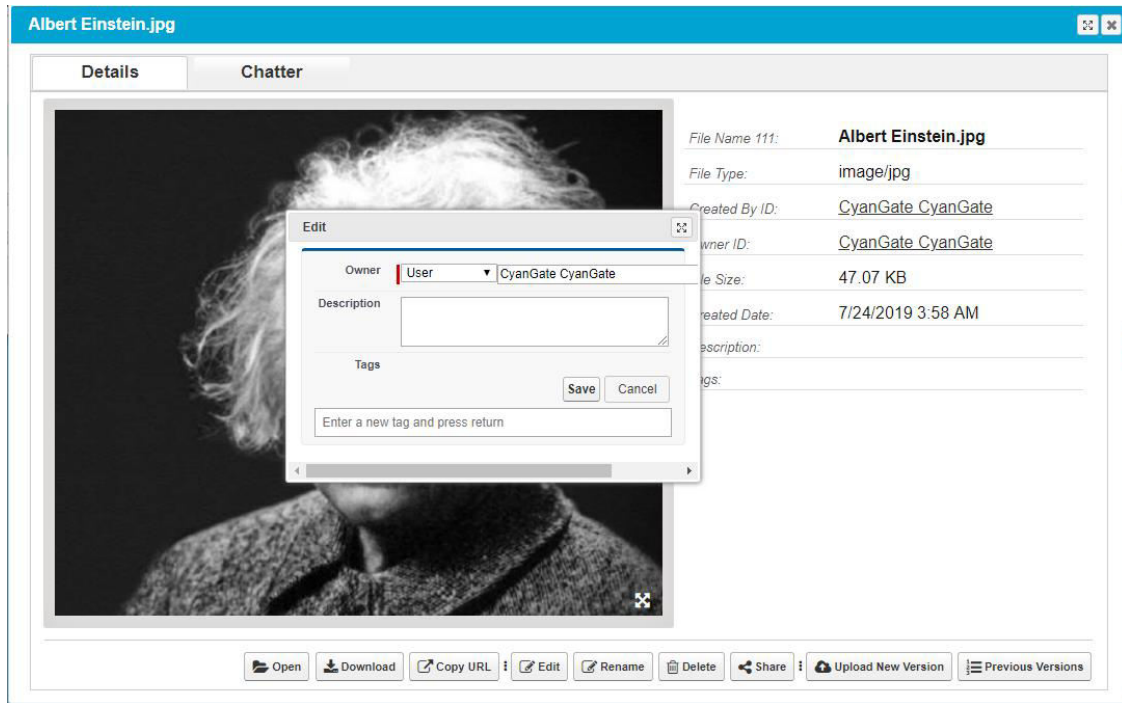 Albert Einstein.jpg
Details Chatter
File Name 111: Albert Einstein.jpg
File Type: image/jpg
Created By ID: CyanGate CyanGate
wner ID: CyanGate CyanGate
le Size: 47.07 KB
reated Date: 7/24/2019 3:58 AM
escription:
ags:
Edit
Owner User CyanGate CyanGate
Description
Tags
Save Cancel
Enter a new tag and press return
Open Download Copy URL Edit Rename Delete Share Upload New Version Previous Versions